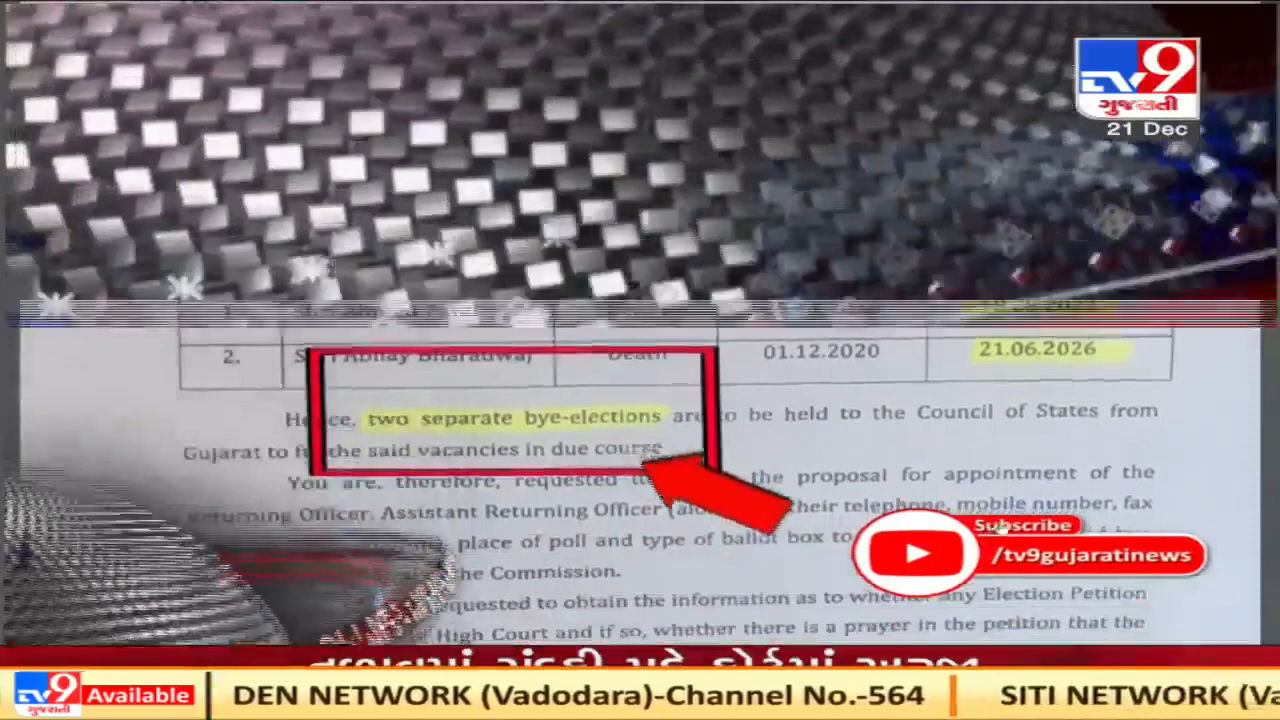 TV9
ગુજરાતી
21 Dec
2. Abhay Bharadwaj Death 01.12.2020 21.06.2026
Hence, two separate bye-elections are to be held to the Council of States from
Gujarat to the said vacancies in due course
You are, therefore, requested the proposal for appointment of the
Returning Officer, Assistant Returning Officer their telephone, mobile number, fax
place of poll and type of ballot box to
the Commission.
requested to obtain the information as to whether any Election Petition
High Court and if so, whether there is a prayer in the petition that the
Subscribe
/tv9gujaratinews
TV9 ગુજરાતી Available DEN NETWORK (Vadodara)-Channel No.-564 SITI NETWORK